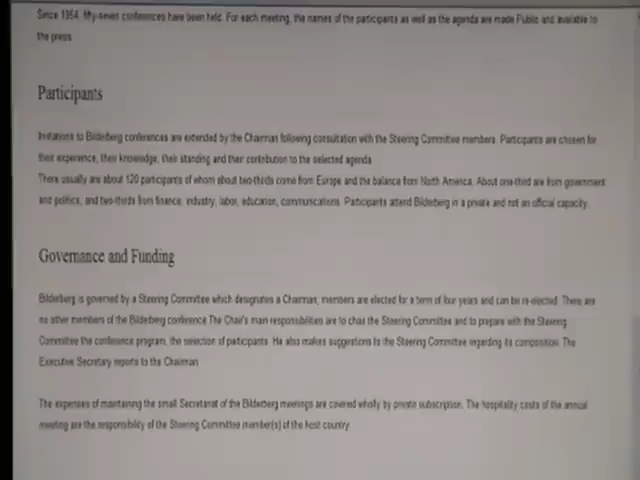 Since 1954, fifty-seven conferences have been held. For each meeting, the names of the participants as well as the agenda are made Public and available to
the press.
Participants
Invitations to Bilderberg conferences are extended by the Chairman following consultation with the Steering Committee members. Participants are chosen for
their experience, their knowledge, their standing and their contribution to the selected agenda.
There usually are about 120 participants of whom about two-thirds come from Europe and the balance from North America. About one-third are from government
and politics, and two-thirds from finance, industry, labor, education, communications. Participants attend Bilderberg in a private and not an official capacity.
Governance and Funding
Bilderberg is governed by a Steering Committee which designates a Chairman; members are elected for a term of four years and can be re-elected. There are
no other members of the Bilderberg conference.The Chair's main responsibilities are to chair the Steering Committee and to prepare with the Steering
Committee the conference program, the selection of participants. He also makes suggestions to the Steering Committee regarding its composition. The
Executive Secretary reports to the Chairman.
The expenses of maintaining the small Secretariat of the Bilderberg meetings are covered wholly by private subscription. The hospitality costs of the annual
meeting are the responsibility of the Steering Committee member(s) of the host country.